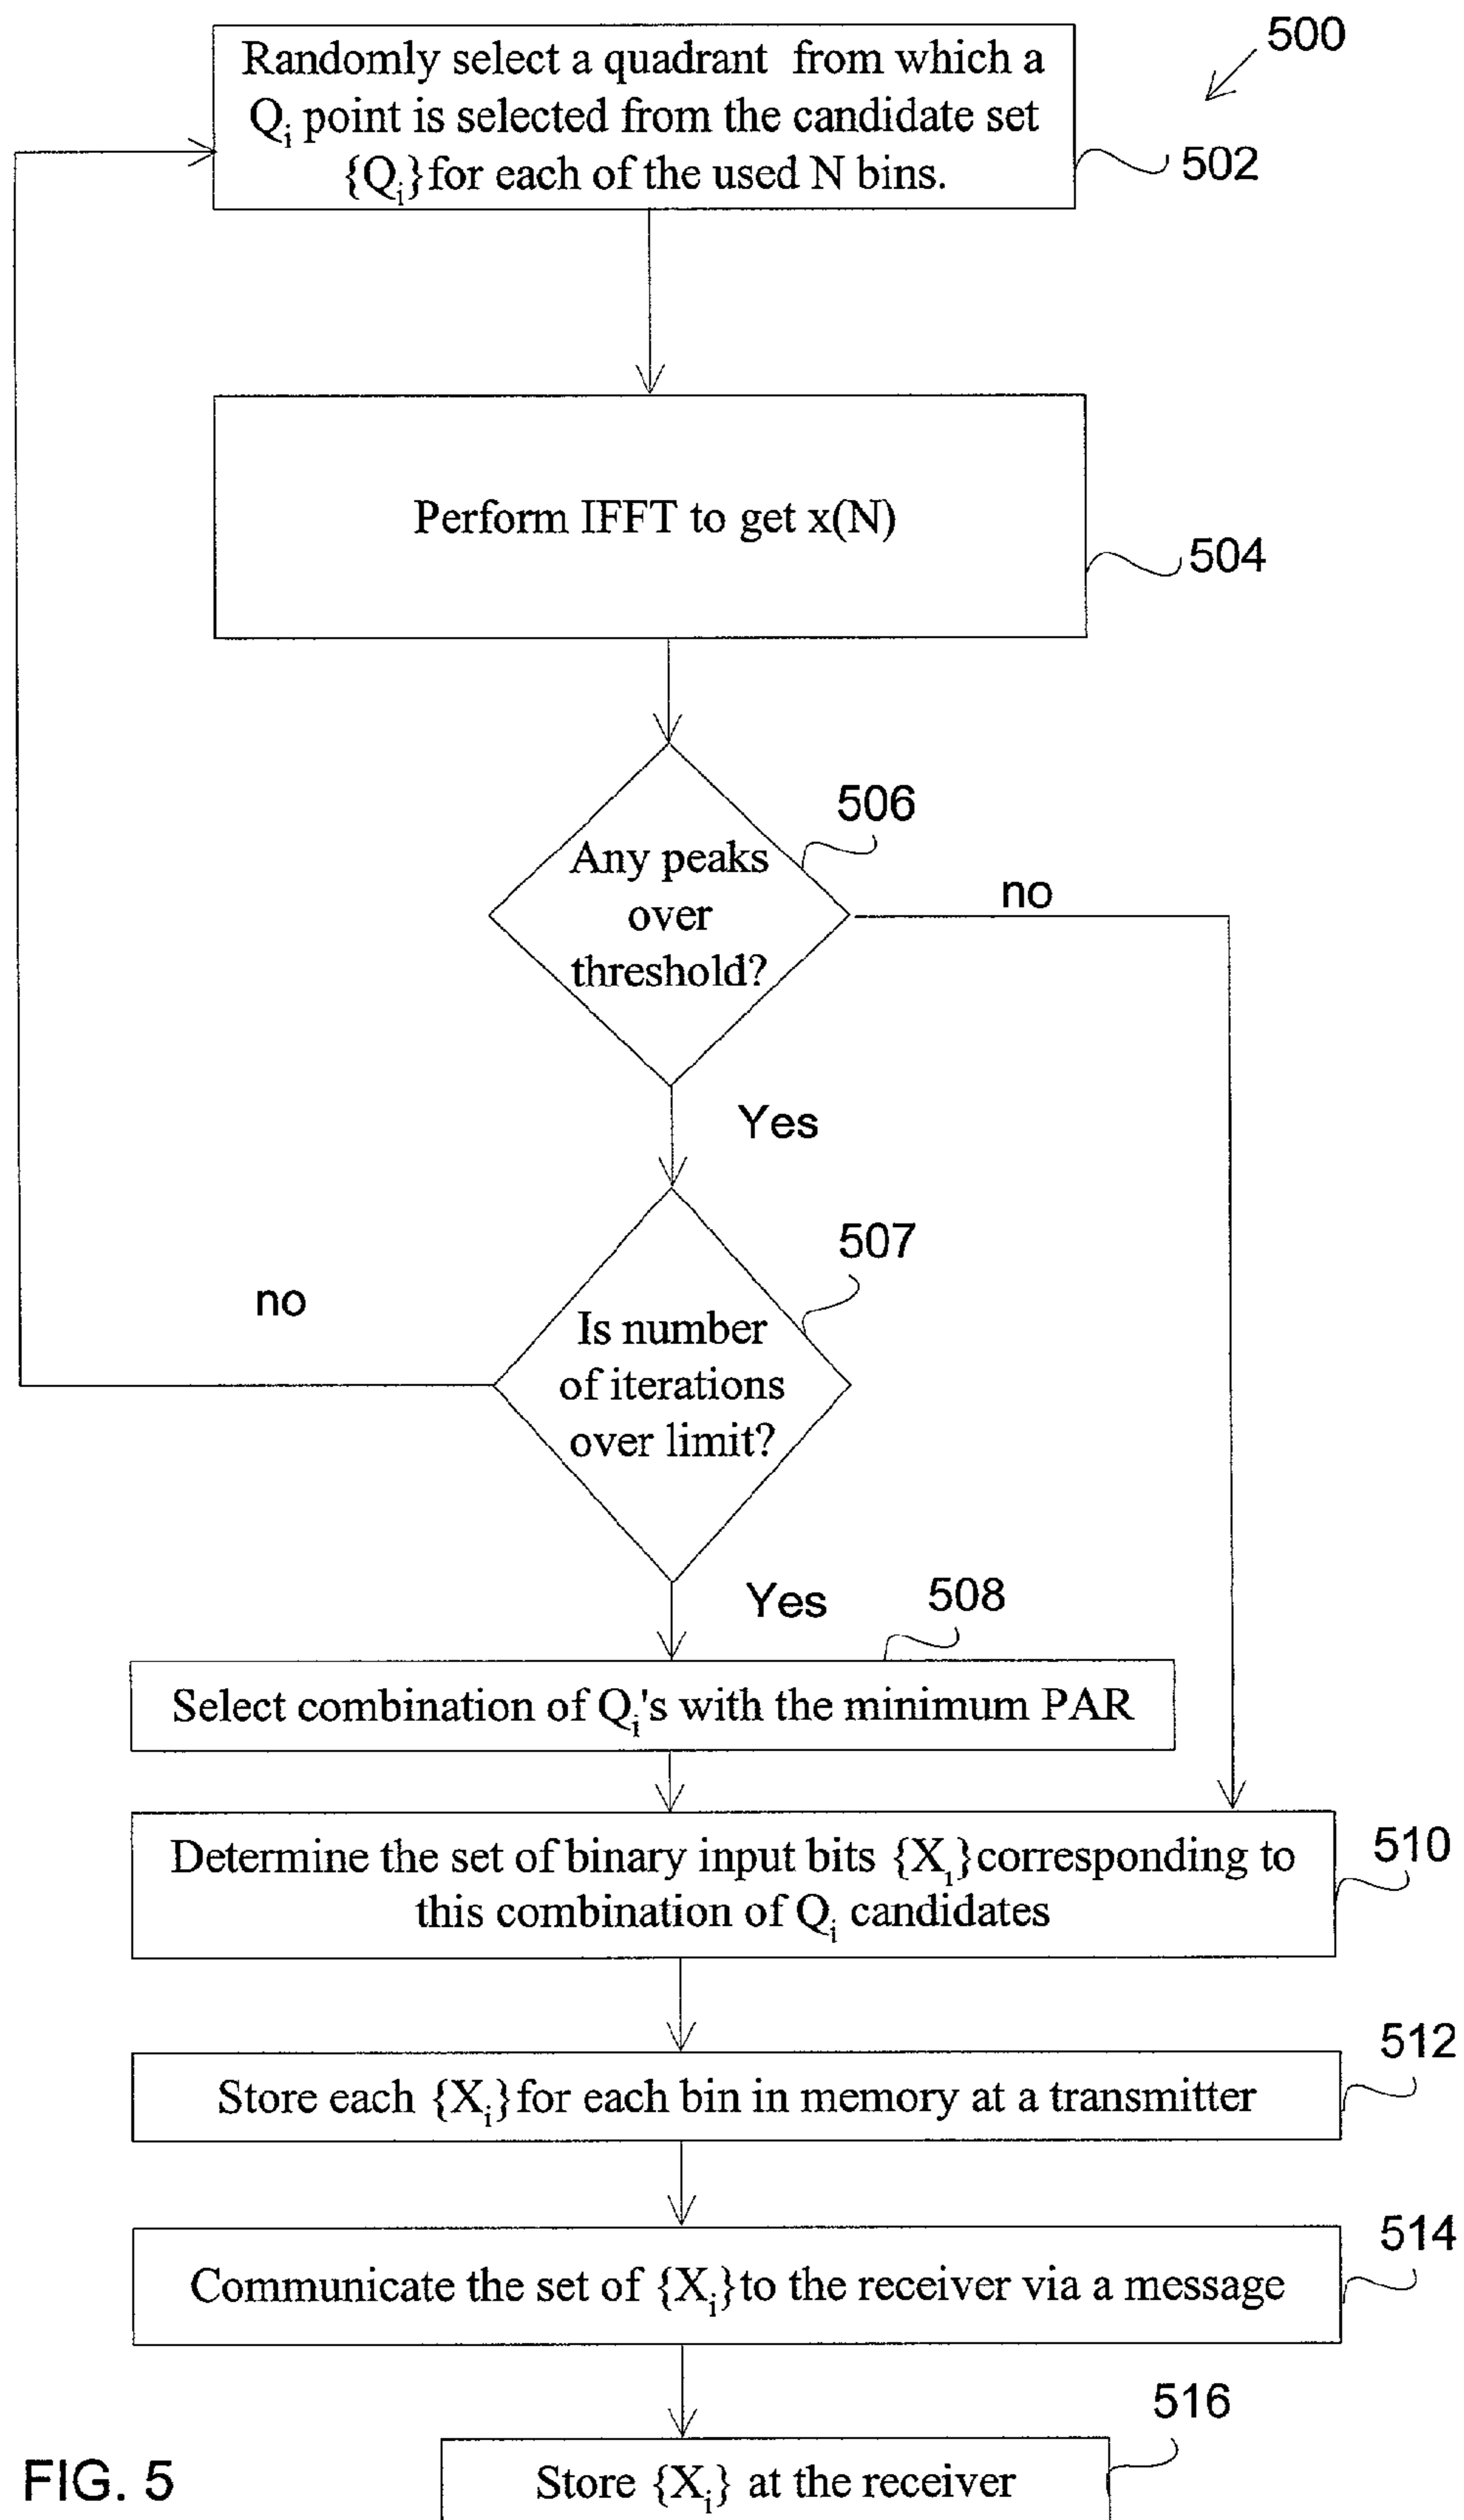 500
Randomly select a quadrant from which a
Qi point is selected from the candidate set
{Qi}for each of the used N bins.
502
Perform IFFT to get x(N)
504
506
Any peaks
over
threshold?
no
Yes
507
no
Is number
of iterations
over limit?
Yes
508
Select combination of Qi's with the minimum PAR
Determine the set of binary input bits {Xi}corresponding to
this combination of Qi candidates
510
512
Store each {Xi}for each bin in memory at a transmitter
514
Communicate the set of {Xi}to the receiver via a message
516
Store {Xi} at the receiver
FIG. 5